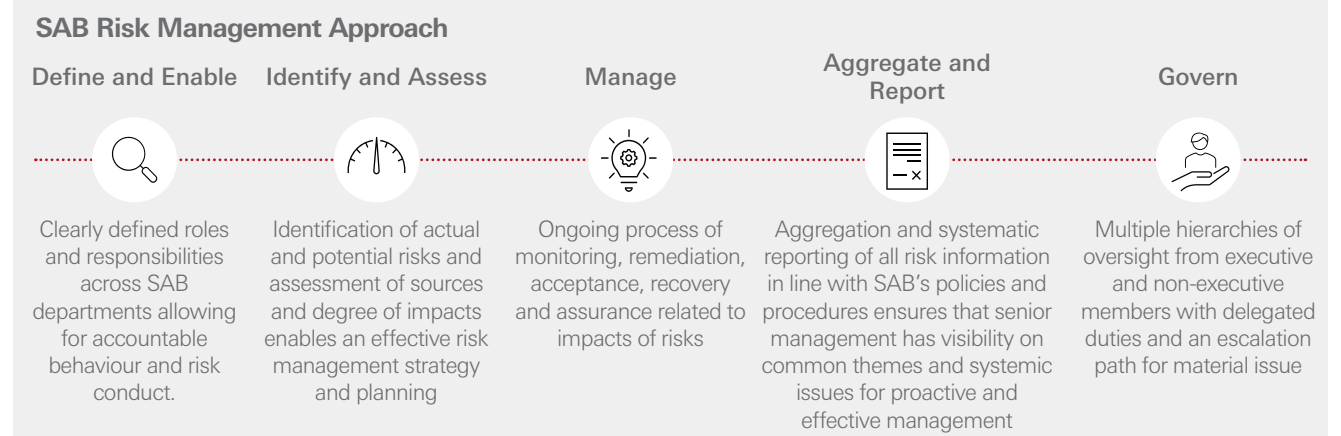 SAB Risk Management Approach
Define and Enable
Clearly defined roles
and responsibilities
across SAB
departments allowing
for accountable
behaviour and risk
conduct.
Identify and Assess
Identification of actual
and potential risks and
assessment of sources
and degree of impacts
enables an effective risk
management strategy
and planning
Manage
Ongoing process of
monitoring, remediation,
acceptance, recovery
and assurance related to
impacts of risks
Aggregate and
Report
Aggregation and systematic
reporting of all risk information
in line with SAB’s policies and
procedures ensures that senior
management has visibility on
common themes and systemic
issues for proactive and
effective management
Govern
Multiple hierarchies of
oversight from executive
and non-executive
members with delegated
duties and an escalation
path for material issue